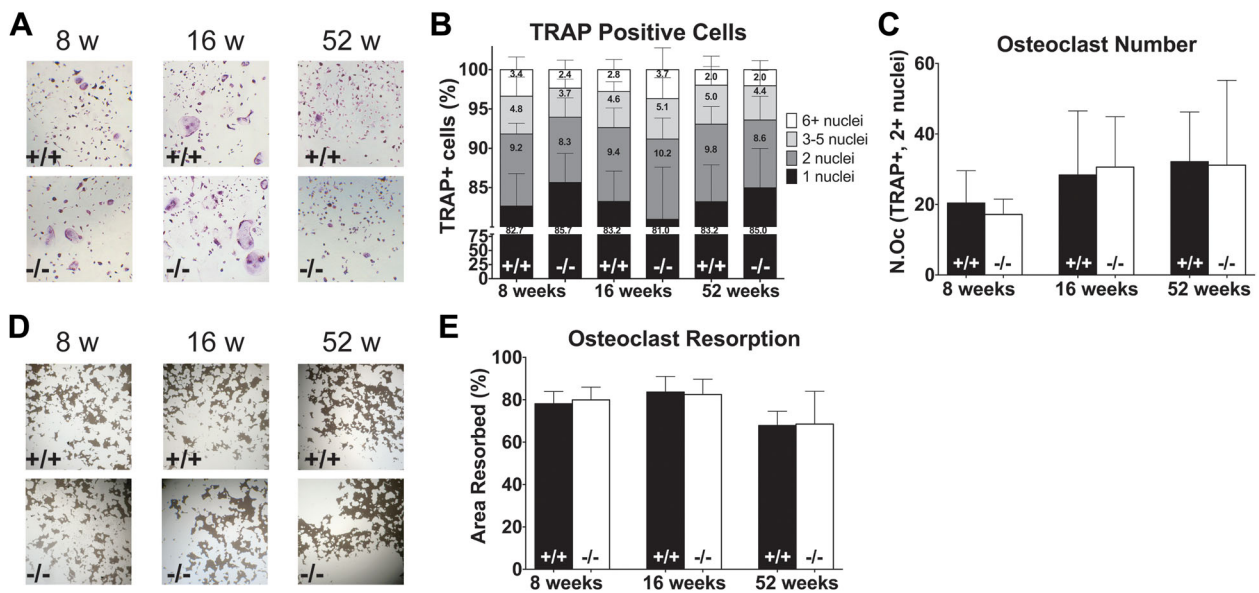 A
8 w
16 w
52 w
+/+
+/+
+/+
-/-
-/-
-/-
B
TRAP Positive Cells
TRAP+ cells (%)
100
95
90
85
75
50
25
0
3.4
2.4
2.8
3.7
2.0
2.0
4.8
3.7
4.6
5.1
5.0
4.4
9.2
8.3
9.4
10.2
9.8
8.6
82.7
85.7
83.2
81.0
83.2
85.0
+/+
-/-
+/+
-/-
+/+
-/-
8 weeks
16 weeks
52 weeks
6+ nuclei
3-5 nuclei
2 nuclei
1 nuclei
C
Osteoclast Number
N.Oc (TRAP+, 2+ nuclei)
60
40
20
0
+/+
-/-
+/+
-/-
+/+
-/-
8 weeks
16 weeks
52 weeks
D
8 w
16 w
52 w
+/+
+/+
+/+
-/-
-/-
-/-
E
Osteoclast Resorption
Area Resorbed (%)
100
80
60
40
20
0
+/+
-/-
+/+
-/-
+/+
-/-
8 weeks
16 weeks
52 weeks